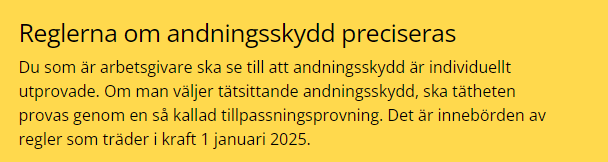 Reglerna om andningsskydd preciseras
Du som är arbetsgivare ska se till att andningsskydd är individuellt
utprovade. Om man väljer tätsittande andningsskydd, ska tätheten
provas genom en så kallad tillpassningsprovning. Det är innebörden av
regler som träder i kraft 1 januari 2025.